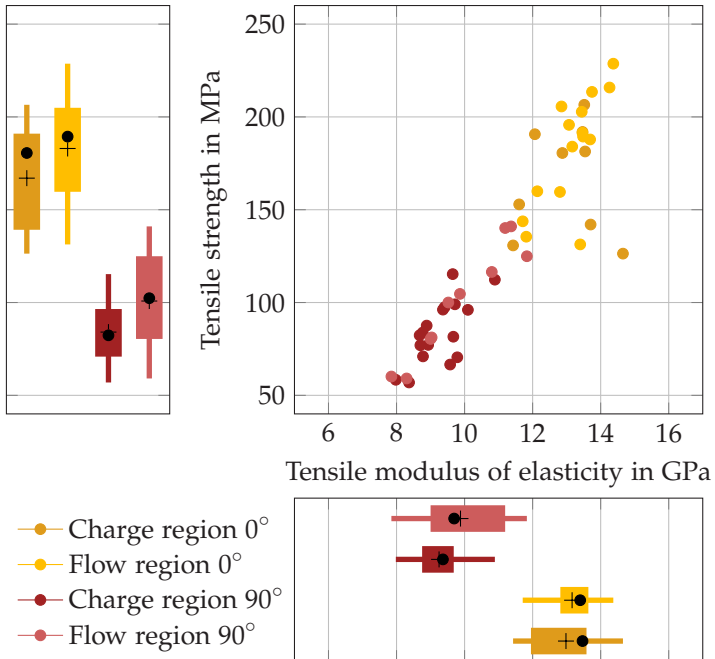 250
200
150
100
50
Tensile strength in MPa
6 8 10 12 14 16
Tensile modulus of elasticity in GPa
Charge region 0°
Flow region 0°
Charge region 90°
Flow region 90°